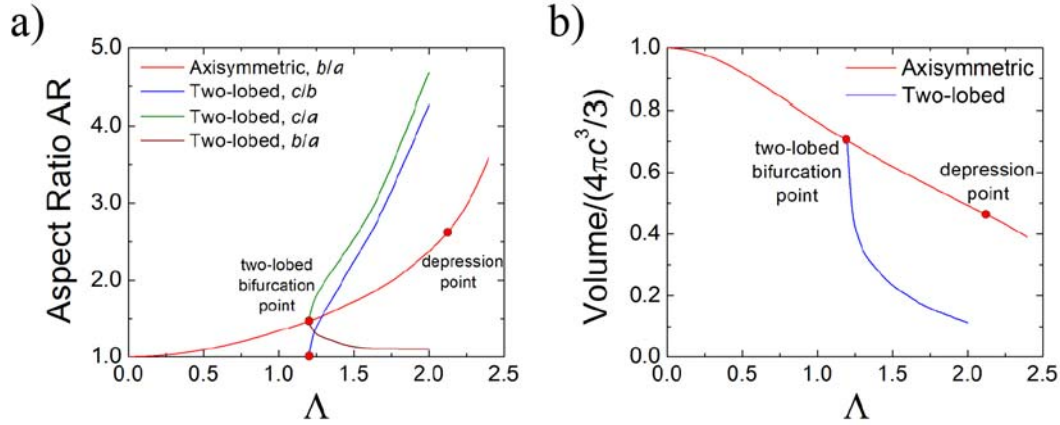 a)
Aspect Ratio AR
5.0
4.0
3.0
2.0
1.0
Axisymmetric, b/a
Two-lobed, c/b
Two-lobed, c/a
Two-lobed, b/a
two-lobed
bifurcation
point
depression
point
0.0 0.5 1.0 1.5 2.0 2.5
Λ
b)
Volume/(4πc³/3)
1.0
0.8
0.6
0.4
0.2
0.0
Axisymmetric
Two-lobed
two-lobed
bifurcation
point
depression
point
0.0 0.5 1.0 1.5 2.0 2.5
Λ